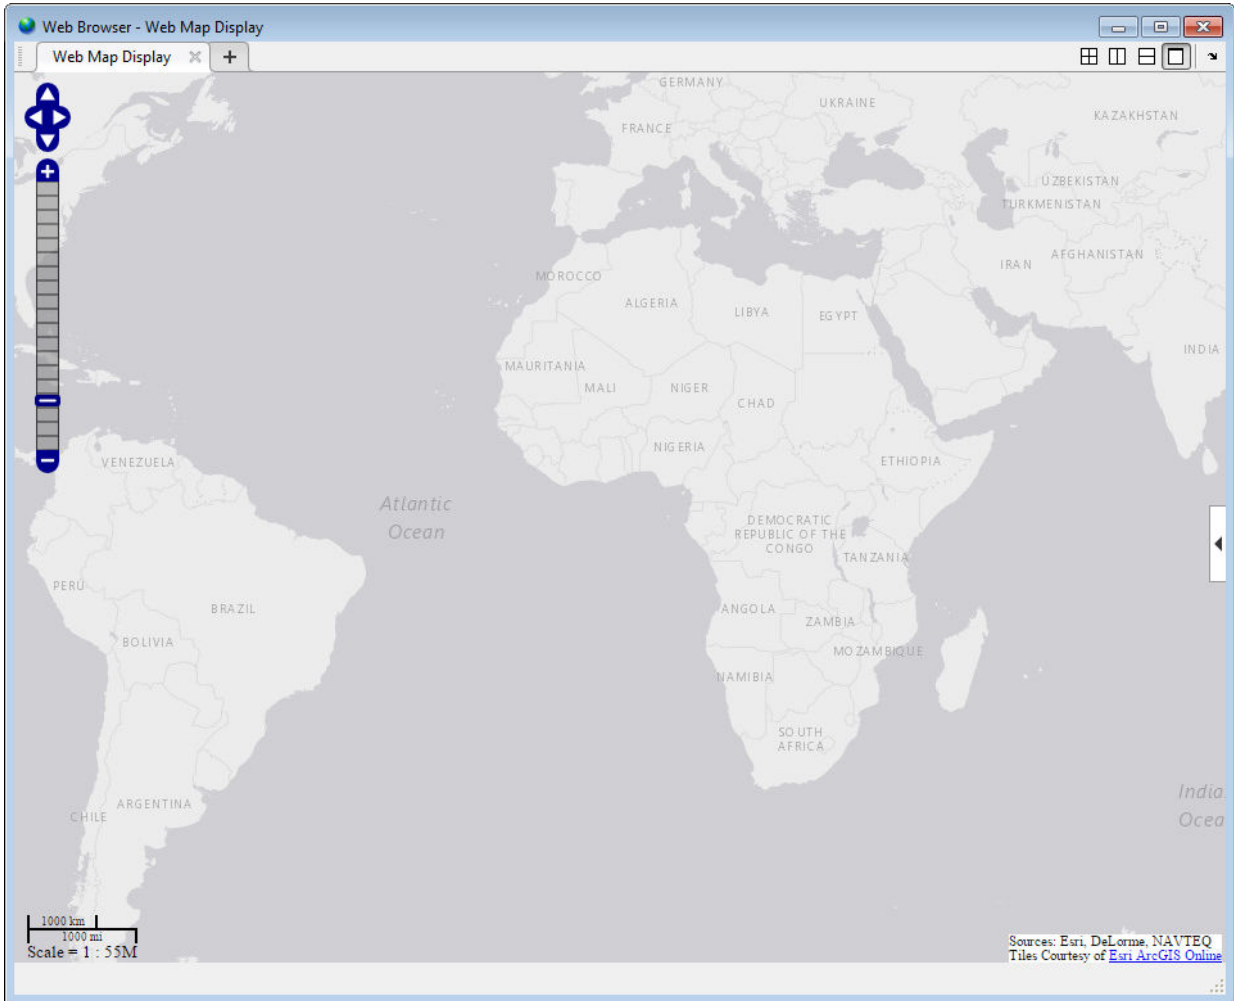 Web Browser - Web Map Display
Web Map Display
GERMANY
UKRAINE
KAZAKHSTAN
FRANCE
UZBEKISTAN
TURKMENISTAN
AFGHANISTAN
IRAN
MOROCCO
ALGERIA
LIBYA
EGYPT
INDIA
MAURITANIA
MALI
NIGER
CHAD
NIGERIA
ETHIOPIA
VENEZUELA
Atlantic
Ocean
DEMOCRATIC
REPUBLIC OF THE
CONGO
TANZANIA
PERU
BRAZIL
ANGOLA
ZAMBIA
BOLIVIA
MOZAMBIQUE
NAMIBIA
SOUTH
AFRICA
India
Ocea
ARGENTINA
CHILE
1000 km
1000 mi
Scale = 1 : 55M
Sources: Esri, DeLorme, NAVTEQ
Tiles Courtesy of Esri ArcGIS Online